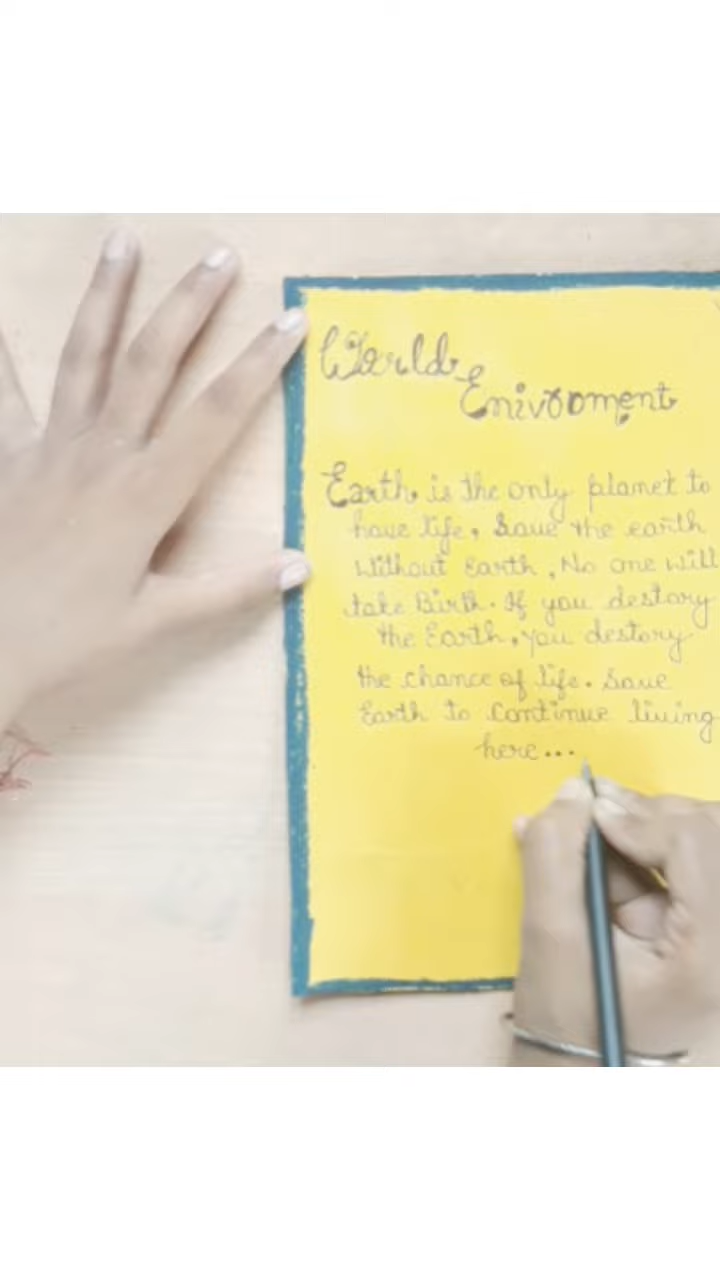 World
Enivroment
Earth is the only planet to
have life, Save the earth
Without Earth, No one will
take Birth. If you destory
the Earth, you destory
the chance of life. Save
Earth to continue living
here...